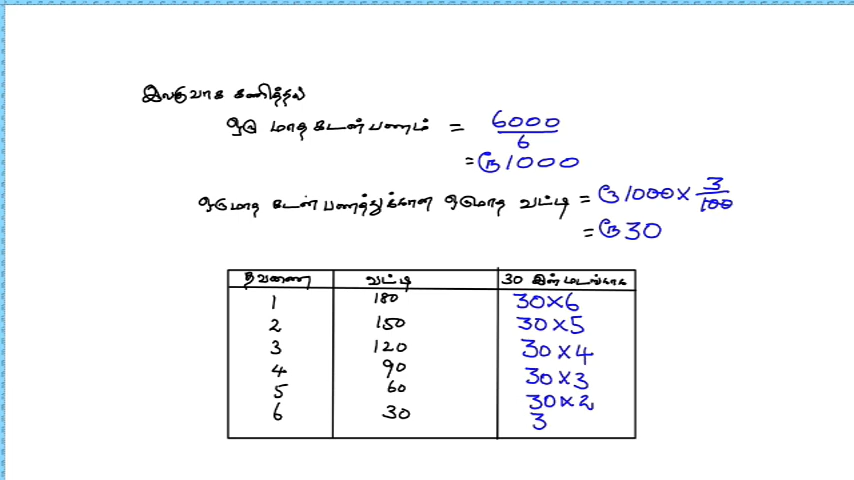 இலகுவாக கணித்தல்
ஒரு மாத கடன் பணம் = 6000/6
= ரூ 1000
ஒருமாத கடன் பணத்துக்கான ஒருமாத வட்டி = ரூ 1000 × 3/100
= ரூ 30
தவணை வட்டி 30 இன் மடங்காக
1 180 30×6
2 150 30×5
3 120 30×4
4 90 30×3
5 60 30×2
6 30 3